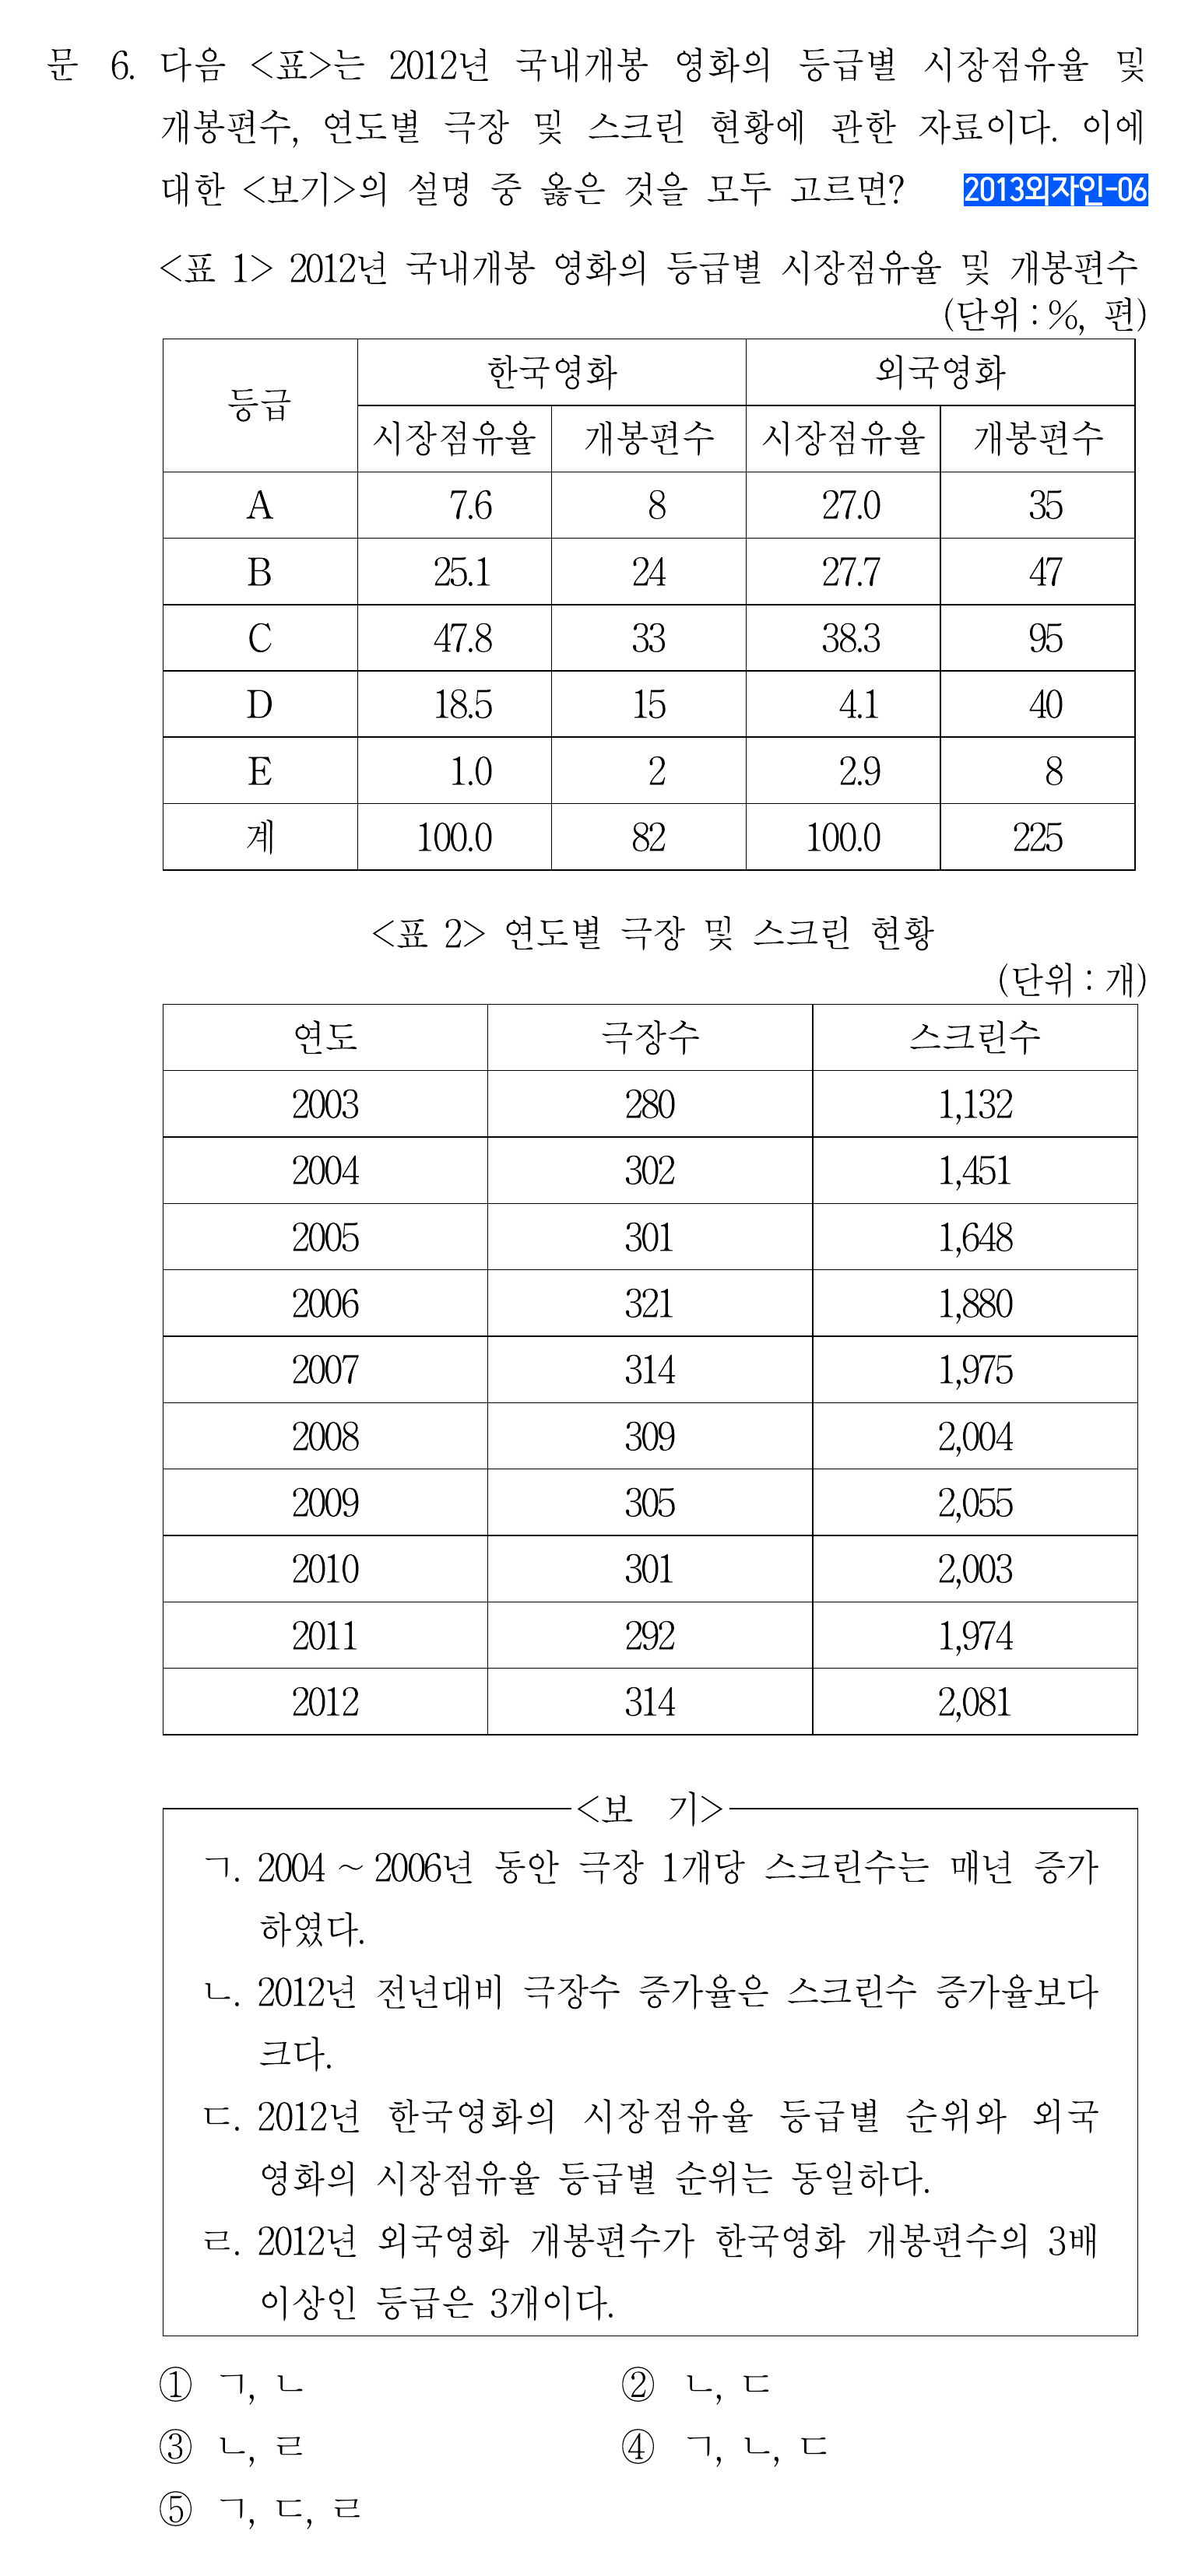 문 6. 다음 <표>는 2012년 국내개봉 영화의 등급별 시장점유율 및
개봉편수, 연도별 극장 및 스크린 현황에 관한 자료이다. 이에
대한 <보기>의 설명 중 옳은 것을 모두 고르면? 2013외자인-06
<표 1> 2012년 국내개봉 영화의 등급별 시장점유율 및 개봉편수
(단위 : %, 편)
등급 한국영화 외국영화
시장점유율 개봉편수 시장점유율 개봉편수
A 7.6 8 27.0 35
B 25.1 24 27.7 47
C 47.8 33 38.3 95
D 18.5 15 4.1 40
E 1.0 2 2.9 8
계 100.0 82 100.0 225
<표 2> 연도별 극장 및 스크린 현황
(단위 : 개)
연도 극장수 스크린수
2003 280 1,132
2004 302 1,451
2005 301 1,648
2006 321 1,880
2007 314 1,975
2008 309 2,004
2009 305 2,055
2010 301 2,003
2011 292 1,974
2012 314 2,081
<보 기>
ㄱ. 2004 ~ 2006년 동안 극장 1개당 스크린수는 매년 증가
하였다.
ㄴ. 2012년 전년대비 극장수 증가율은 스크린수 증가율보다
크다.
ㄷ. 2012년 한국영화의 시장점유율 등급별 순위와 외국
영화의 시장점유율 등급별 순위는 동일하다.
ㄹ. 2012년 외국영화 개봉편수가 한국영화 개봉편수의 3배
이상인 등급은 3개이다.
① ㄱ, ㄴ ② ㄴ, ㄷ
③ ㄴ, ㄹ ④ ㄱ, ㄴ, ㄷ
⑤ ㄱ, ㄷ, ㄹ